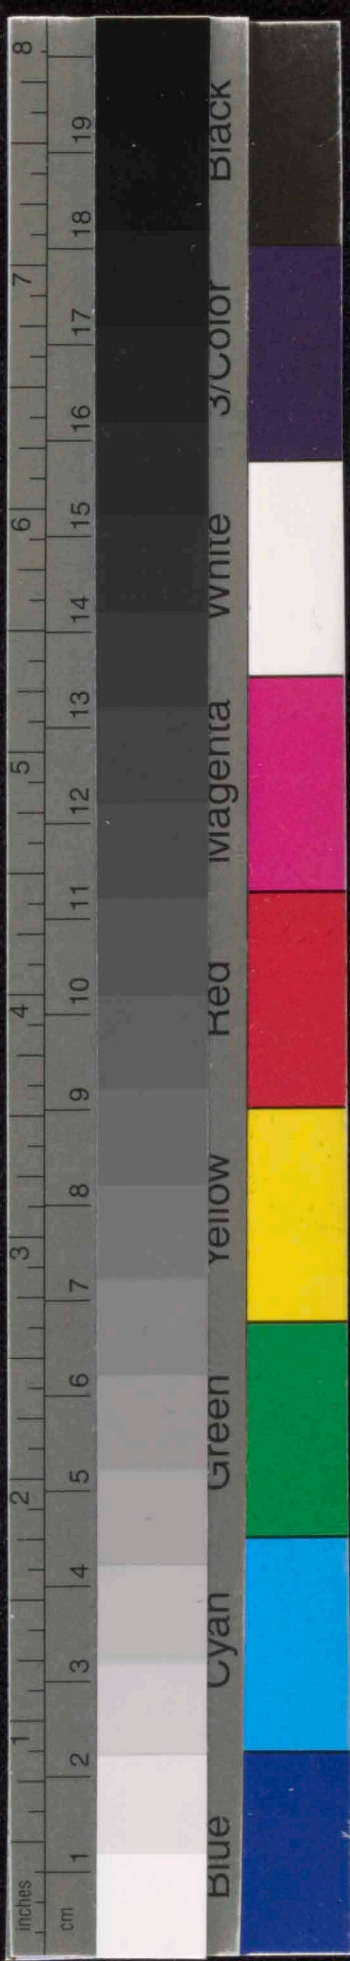 inches 1 2 3 4 5 6 7 8
cm 1 2 3 4 5 6 7 8 9 10 11 12 13 14 15 16 17 18 19
Blue Cyan Green Yellow Red Magenta White 3/Color Black